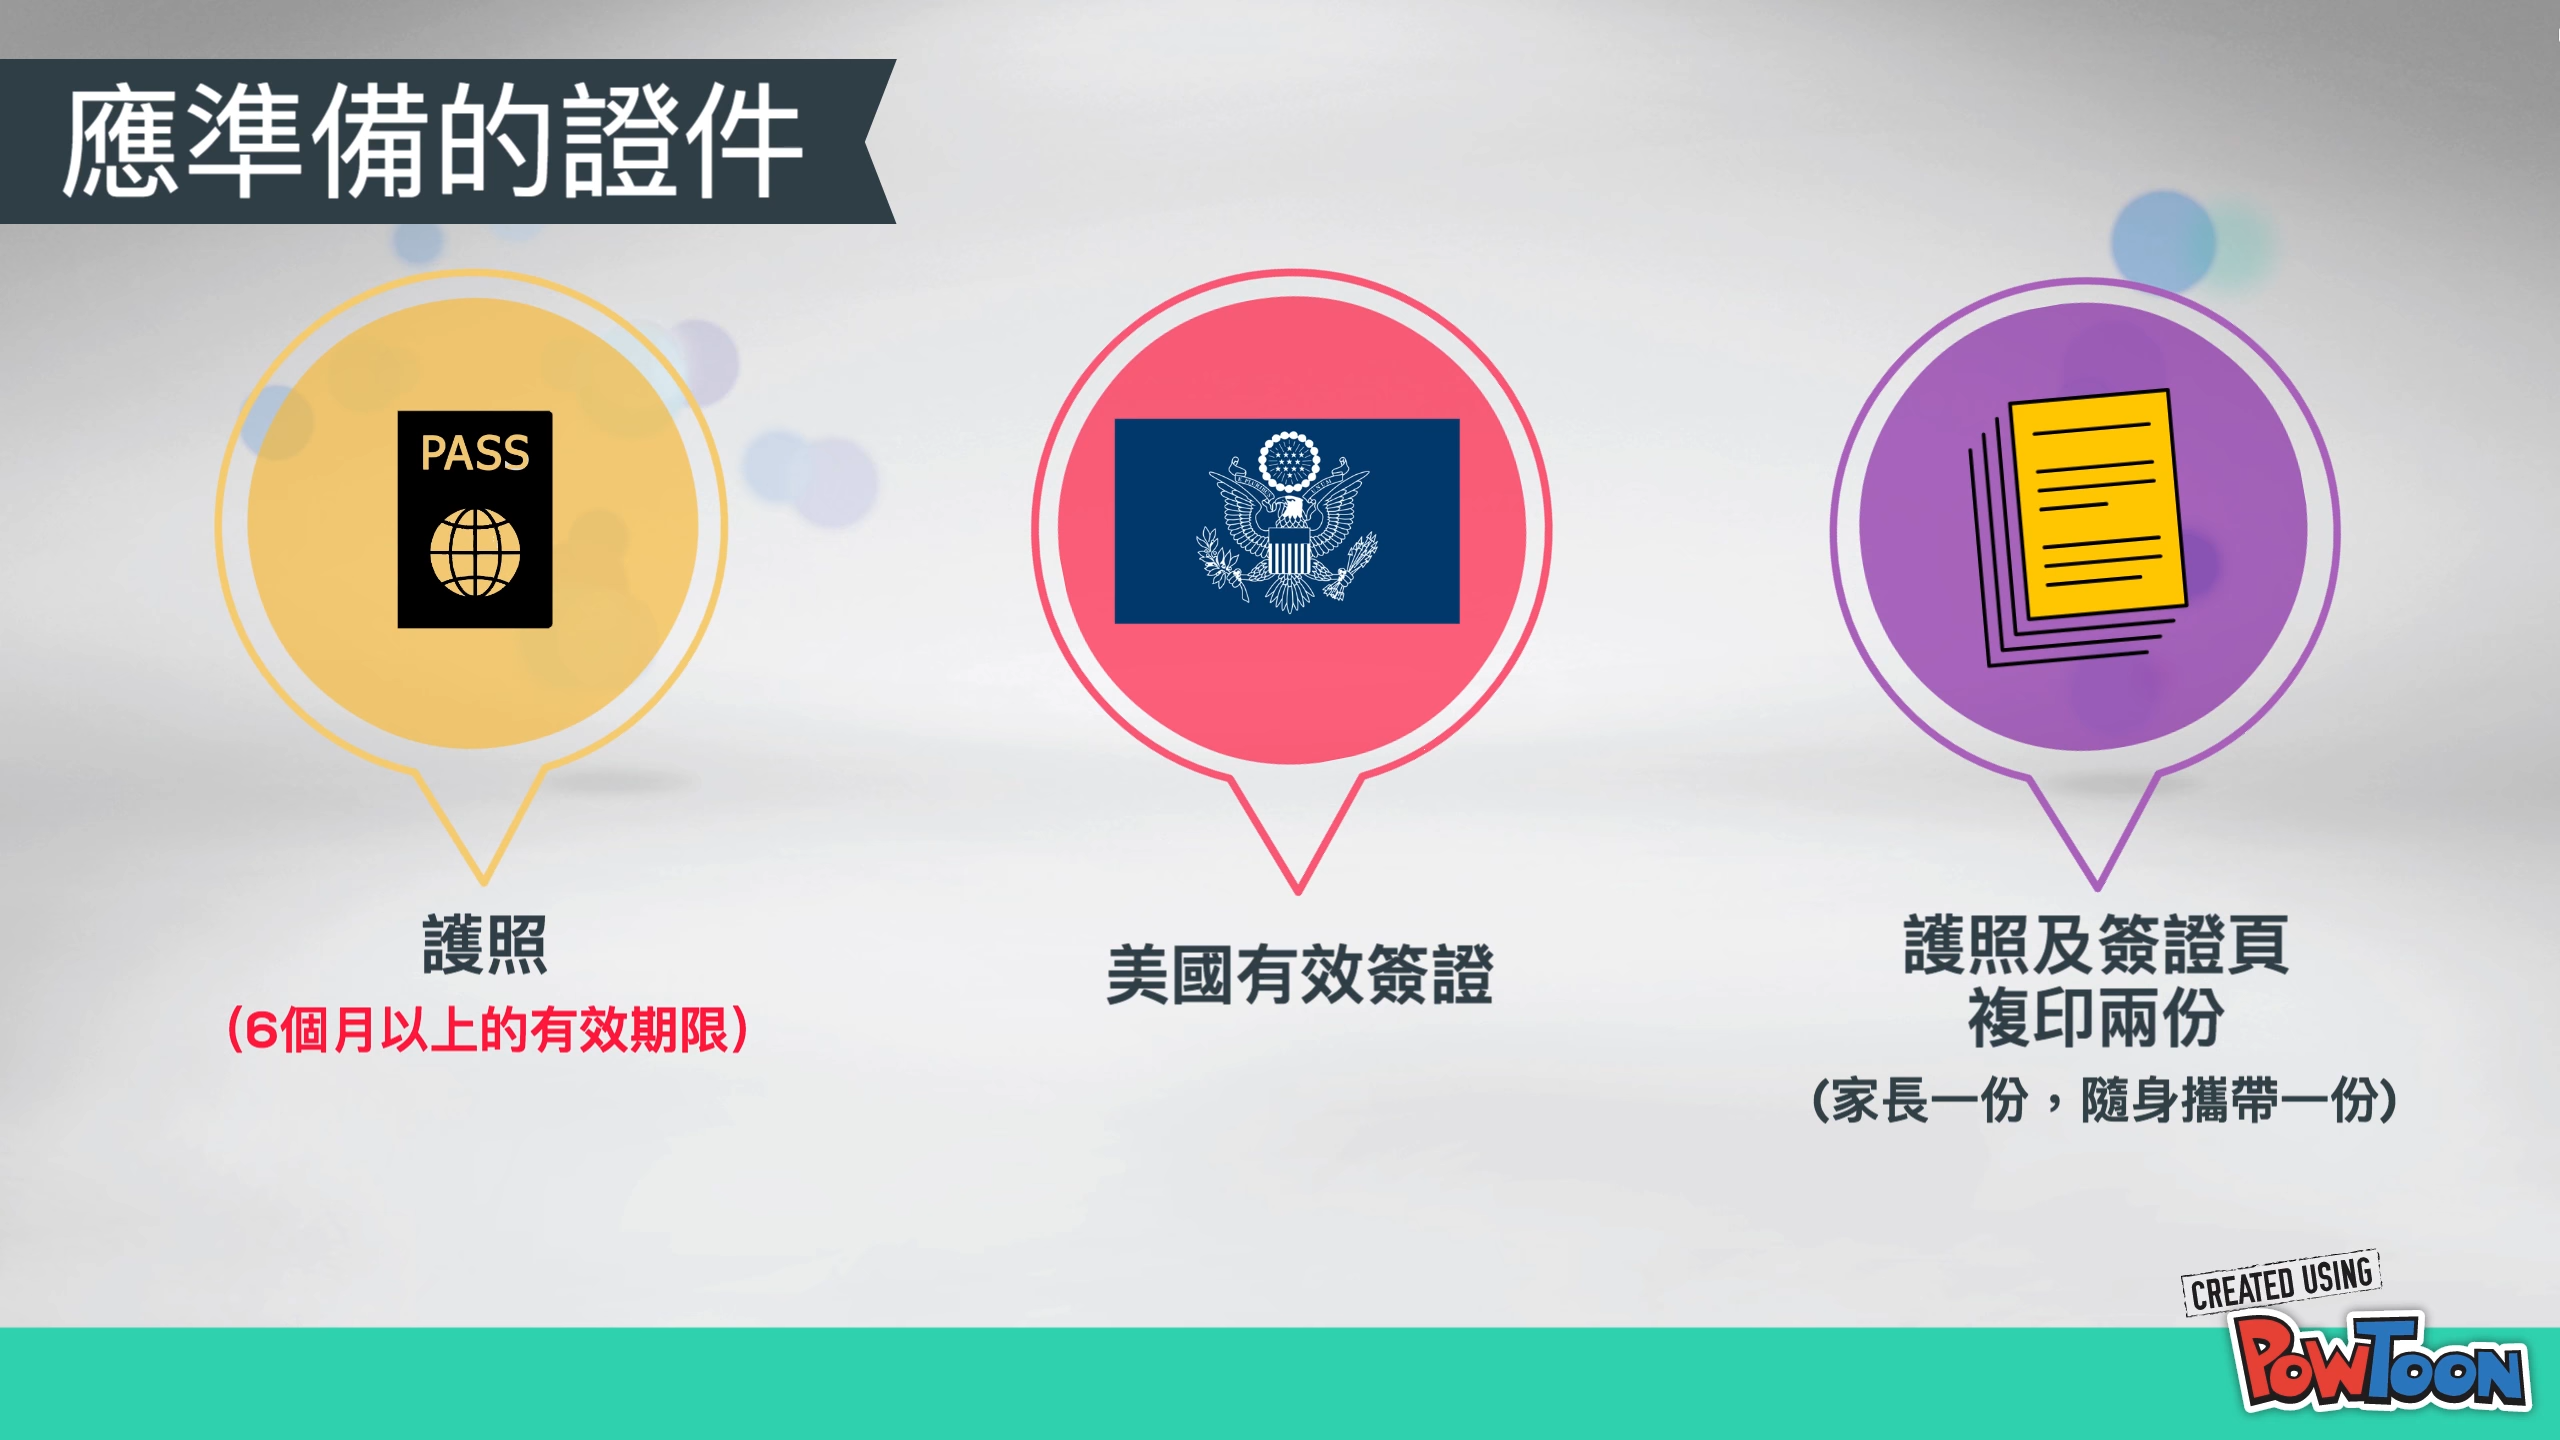 應準備的證件
PASS
護照
（6個月以上的有效期限）
美國有效簽證
護照及簽證頁
複印兩份
(家長一份，隨身攜帶一份)
CREATED USING
POWTOON